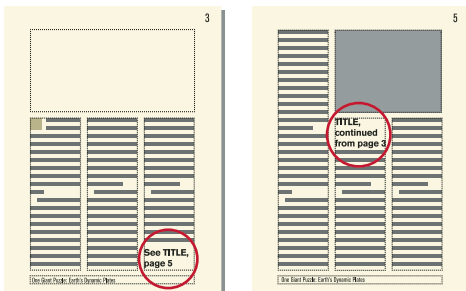 3
See TITLE,
page 5
One Giant Puzzle: Earth's Dynamic Plates
5
TITLE,
continued
from page 3
One Giant Puzzle: Earth's Dynamic Plates